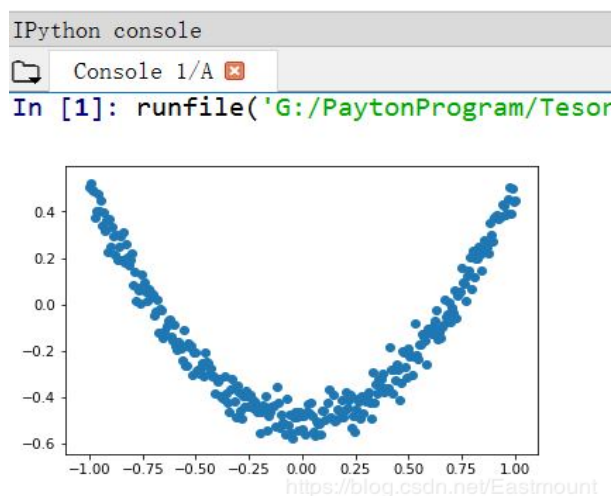 IPython console
Console 1/A
In [1]: runfile('G:/PaytonProgram/Tesor
0.4
0.2
0.0
−0.2
−0.4
−0.6
−1.00 −0.75 −0.50 −0.25 0.00 0.25 0.50 0.75 1.00
https://blog.csdn.net/Eastmount